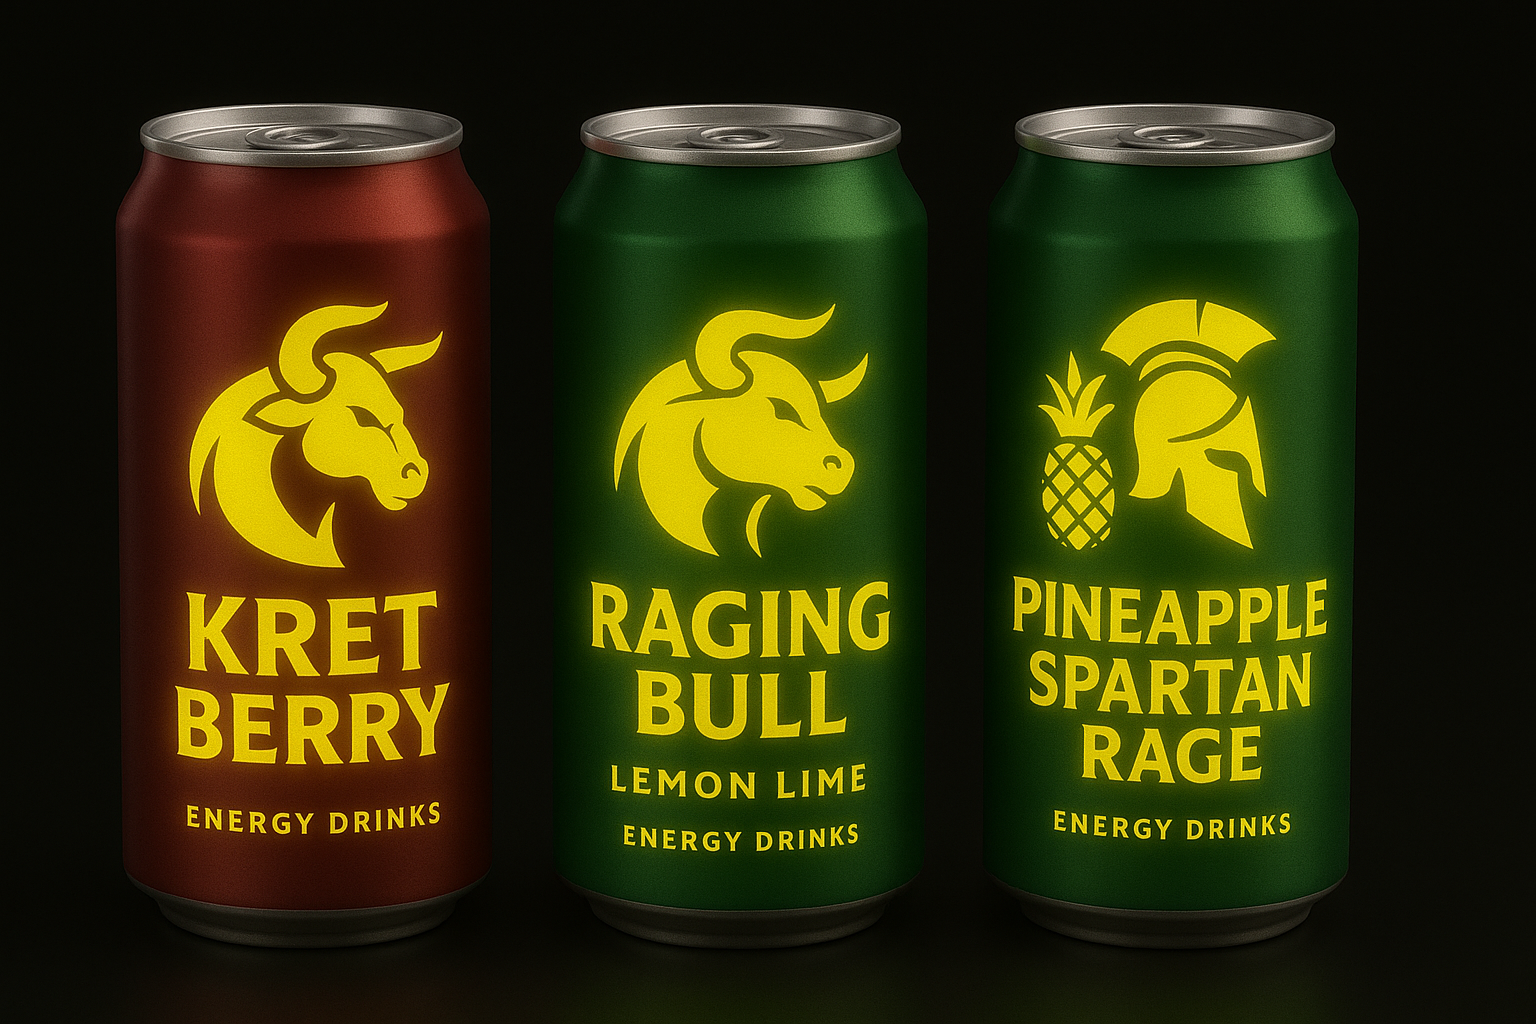 KRET
BERRY
ENERGY DRINKS
RAGING
BULL
LEMON LIME
ENERGY DRINKS
PINEAPPLE
SPARTAN
RAGE
ENERGY DRINKS